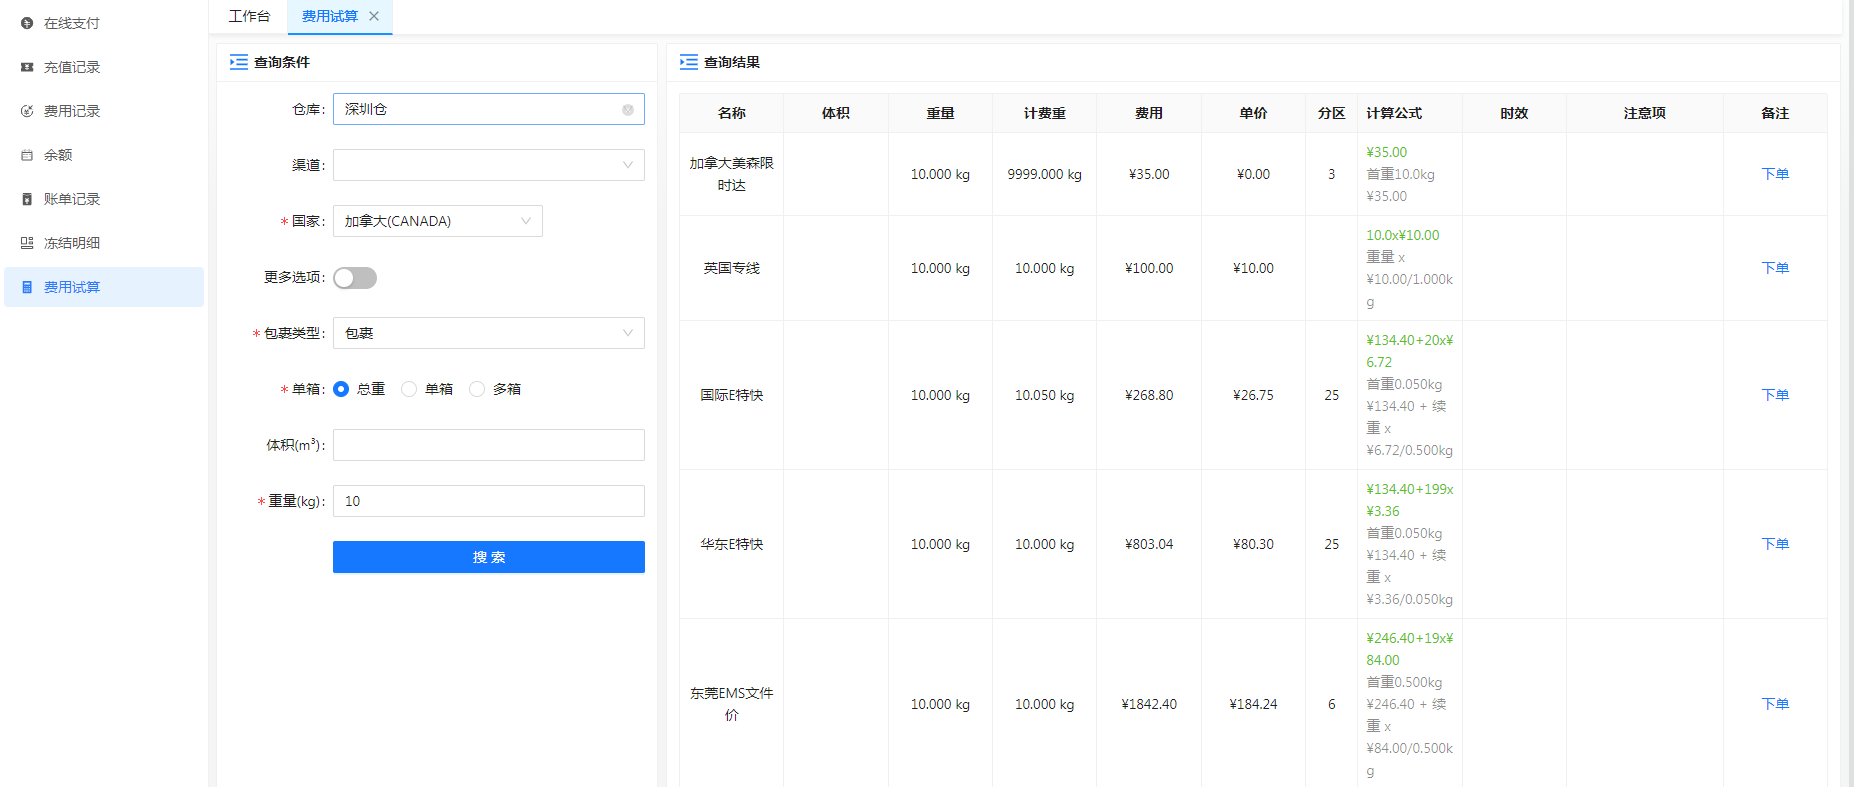 在线支付
充值记录
费用记录
余额
账单记录
冻结明细
费用试算
工作台
费用试算
查询条件
仓库:
深圳仓
渠道:
* 国家:
加拿大(CANADA)
更多选项:
* 包裹类型:
包裹
* 单箱:
总重
单箱
多箱
体积(m³):
* 重量(kg):
10
搜 索
查询结果
名称 体积 重量 计费重 费用 单价 分区 计算公式 时效 注意项 备注
加拿大美森限
时达
10.000 kg
9999.000 kg
¥35.00
¥0.00
3
¥35.00
首重10.0kg
¥35.00
下单
英国专线
10.000 kg
10.000 kg
¥100.00
¥10.00
10.0x¥10.00
重量 x
¥10.00/1.000k
g
下单
国际E特快
10.000 kg
10.050 kg
¥268.80
¥26.75
25
¥134.40+20x¥
6.72
首重0.050kg
¥134.40 + 续
重 x
¥6.72/0.500kg
下单
华东E特快
10.000 kg
10.000 kg
¥803.04
¥80.30
25
¥134.40+199x
¥3.36
首重0.050kg
¥134.40 + 续
重 x
¥3.36/0.050kg
下单
东莞EMS文件
价
10.000 kg
10.000 kg
¥1842.40
¥184.24
6
¥246.40+19x¥
84.00
首重0.500kg
¥246.40 + 续
重 x
¥84.00/0.500k
g
下单